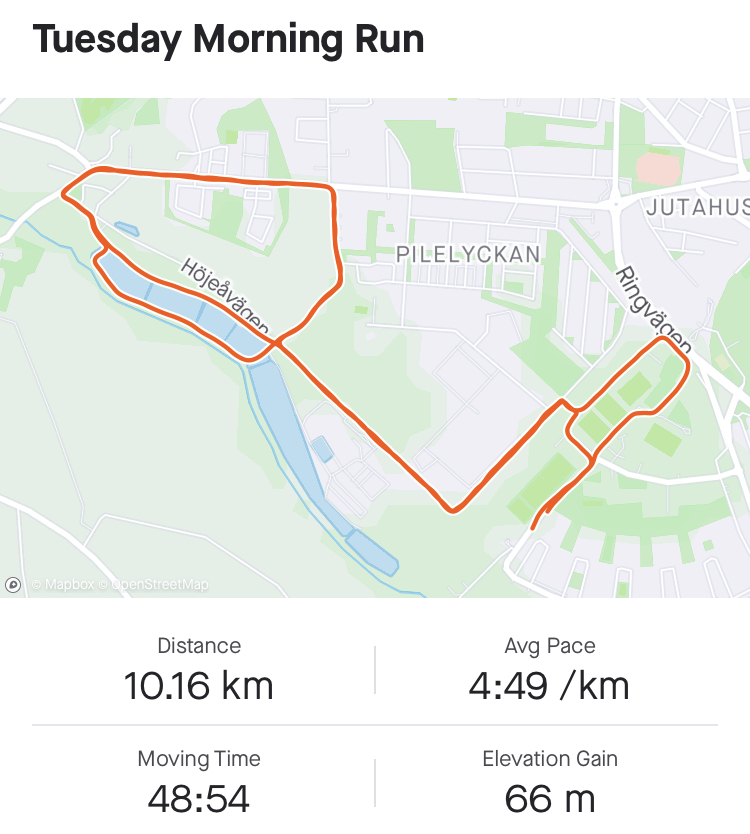 Tuesday Morning Run
JUTAHUS
PILELYCKAN
Höjeåvägen
Ringvägen
© Mapbox © OpenStreetMap
Distance
Avg Pace
10.16 km
4:49 /km
Moving Time
Elevation Gain
48:54
66 m